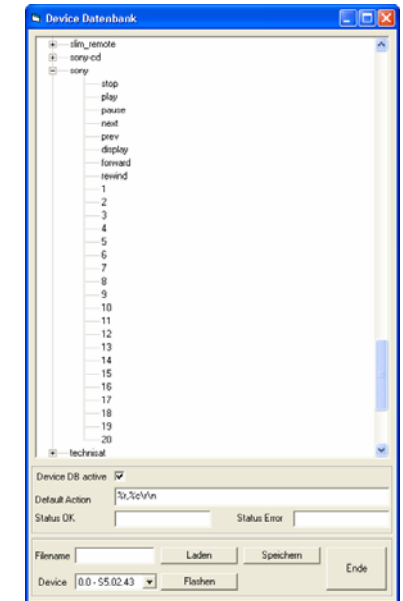 Device Datenbank
slim_remote
sony-cd
sony
stop
play
pause
next
prev
display
forward
rewind
1
2
3
4
5
6
7
8
9
10
11
12
13
14
15
16
17
18
19
20
technisat
Device DB active
Default Action %r,%c\r\n
Status OK Status Error
Filename Laden Speichern
Ende
Device 0.0 - S5.02.43 Flashen